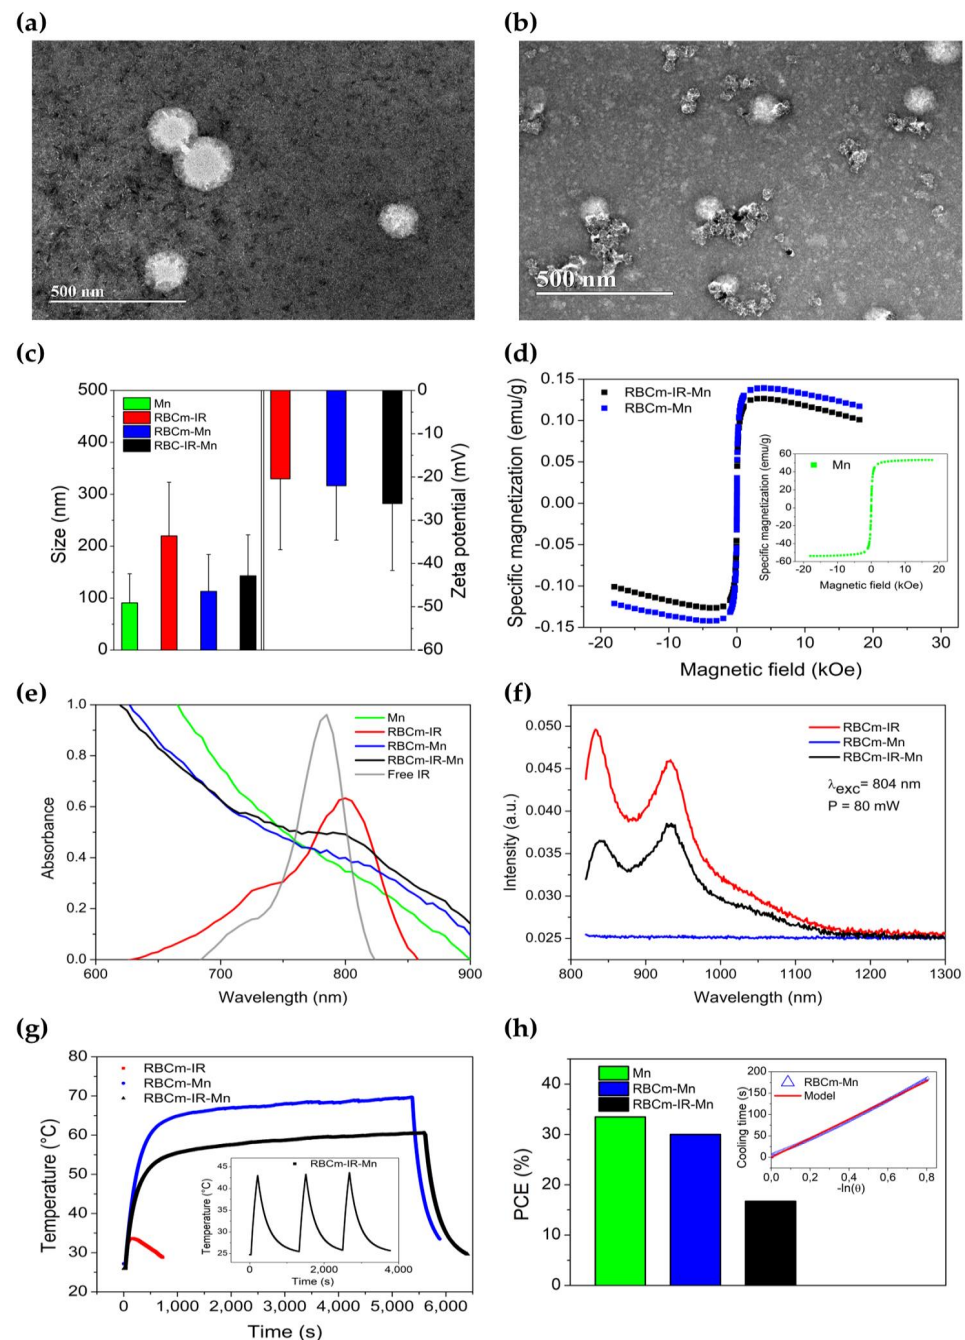 (a)
(b)
500 nm
500 nm
(c)
500
400
300
200
100
0
Size (nm)
Mn
RBCm-IR
RBCm-Mn
RBC-IR-Mn
0
-10
-20
-30
-40
-50
-60
Zeta potential (mV)
(d)
0.15
0.10
0.05
0.00
-0.05
-0.10
-0.15
Specific magnetization (emu/g)
RBCm-IR-Mn
RBCm-Mn
60
40
20
0
-20
-40
-60
Specific magnetization (emu/g)
Mn
-20 -10 0 10 20
Magnetic field (kOe)
-20 -10 0 10 20 30
Magnetic field (kOe)
(e)
1.0
0.8
0.6
0.4
0.2
0.0
Absorbance
Mn
RBCm-IR
RBCm-Mn
RBCm-IR-Mn
Free IR
600 700 800 900
Wavelength (nm)
(f)
0.050
0.045
0.040
0.035
0.030
0.025
Intensity (a.u.)
RBCm-IR
RBCm-Mn
RBCm-IR-Mn
λexc= 804 nm
P = 80 mW
820 900 1000 1100 1200 1300
Wavelength (nm)
(g)
80
70
60
50
40
30
20
Temperature (°C)
RBCm-IR
RBCm-Mn
RBCm-IR-Mn
45
40
35
30
25
Temperature (°C)
RBCm-IR-Mn
0 2,000 4,000
Time (s)
0 1,000 2,000 3,000 4,000 5,000 6,000
Time (s)
(h)
40
30
20
10
0
PCE (%)
Mn
RBCm-Mn
RBCm-IR-Mn
200
150
100
50
0
Cooling time (s)
RBCm-Mn
Model
0,0 0,2 0,4 0,6 0,8
-ln(θ)